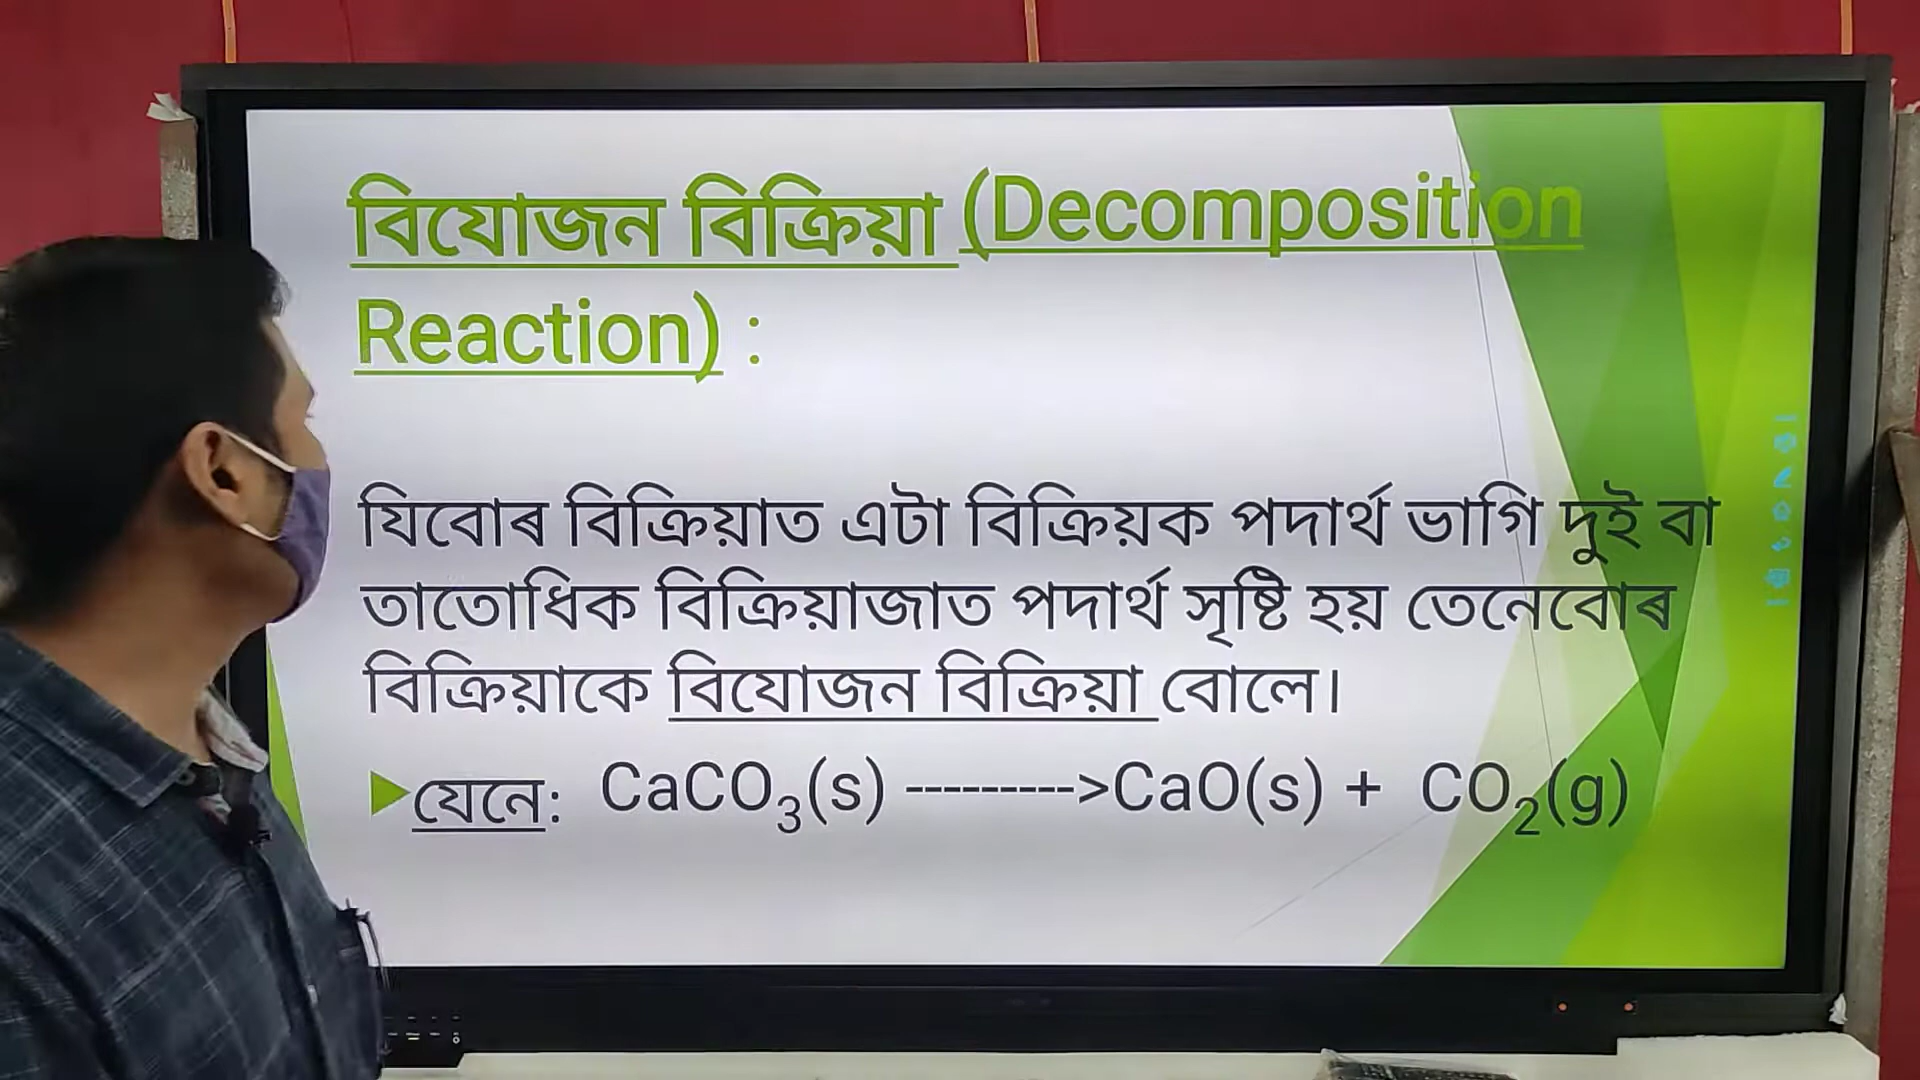 বিযোজন বিক্ৰিয়া (Decomposition
Reaction) :
যিবোৰ বিক্ৰিয়াত এটা বিক্ৰিয়ক পদাৰ্থ ভাগি দুই বা
তাতোধিক বিক্ৰিয়াজাত পদাৰ্থ সৃষ্টি হয় তেনেবোৰ
বিক্ৰিয়াকে বিযোজন বিক্ৰিয়া বোলে।
যেনে: CaCO₃(s) --------->CaO(s) + CO₂(g)